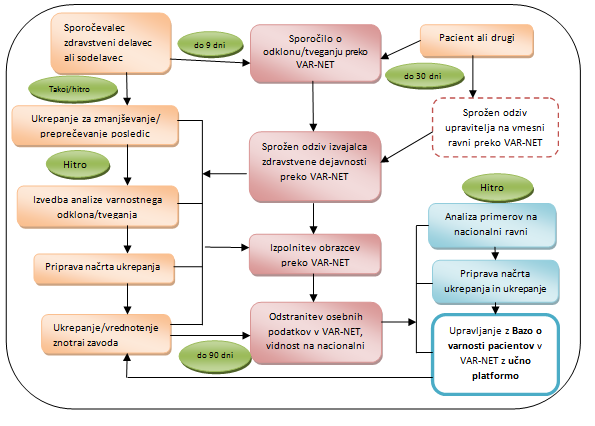 Sporočevalec
zdravstveni delavec
ali sodelavec
do 9 dni
Sporočilo o
odklonu/tveganju preko
VAR-NET
Pacient ali drugi
do 30 dni
Takoj/hitro
Ukrepanje za zmanjševanje/
preprečevanje posledic
Sprožen odziv
upravitelja na vmesni
ravni preko VAR-NET
Sprožen odziv izvajalca
zdravstvene dejavnosti
preko VAR-NET
Hitro
Izvedba analize varnostnega
odklona/tveganja
Hitro
Analiza primerov na
nacionalni ravni
Izpolnitev obrazcev
preko VAR-NET
Priprava načrta ukrepanja
Priprava načrta
ukrepanja in ukrepanje
Ukrepanje/vrednotenje
znotraj zavoda
do 90 dni
Odstranitev osebnih
podatkov v VAR-NET,
vidnost na nacionalni
Upravljanje z Bazo o
varnosti pacientov v
VAR-NET z učno
platformo